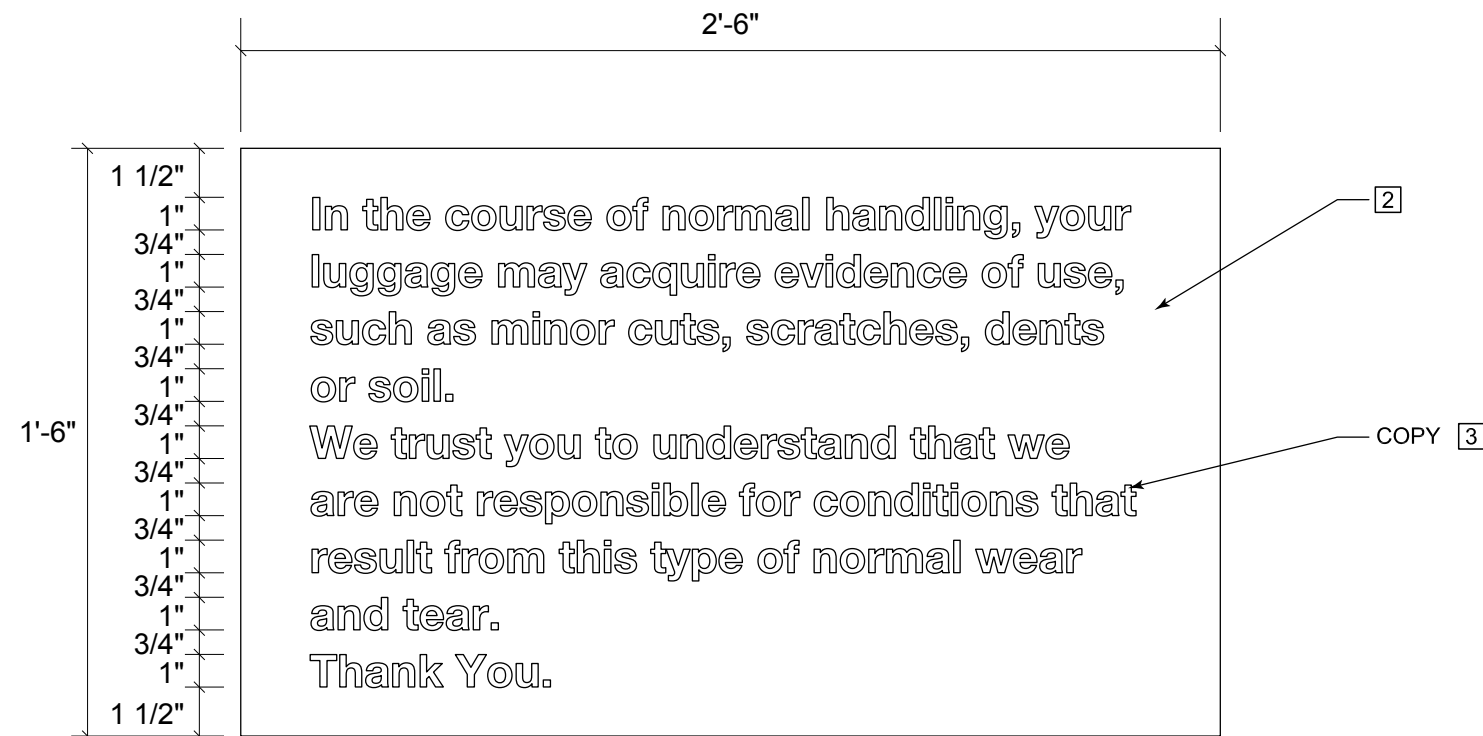 2'-6"
1 1/2"
1"
3/4"
1"
3/4"
1"
3/4"
1"
3/4"
1"
3/4"
1"
3/4"
1"
3/4"
1"
3/4"
1"
1 1/2"
1'-6"
In the course of normal handling, your
luggage may acquire evidence of use,
such as minor cuts, scratches, dents
or soil.
We trust you to understand that we
are not responsible for conditions that
result from this type of normal wear
and tear.
Thank You.
2
COPY 3